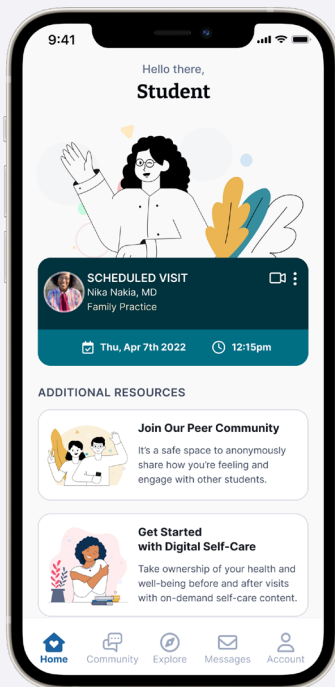 9:41
Hello there,
Student
SCHEDULED VISIT
Nika Nakia, MD
Family Practice
Thu, Apr 7th 2022 12:15pm
ADDITIONAL RESOURCES
Join Our Peer Community
It's a safe space to anonymously
share how you're feeling and
engage with other students.
Get Started
with Digital Self-Care
Take ownership of your health and
well-being before and after visits
with on-demand self-care content.
Home Community Explore Messages Account